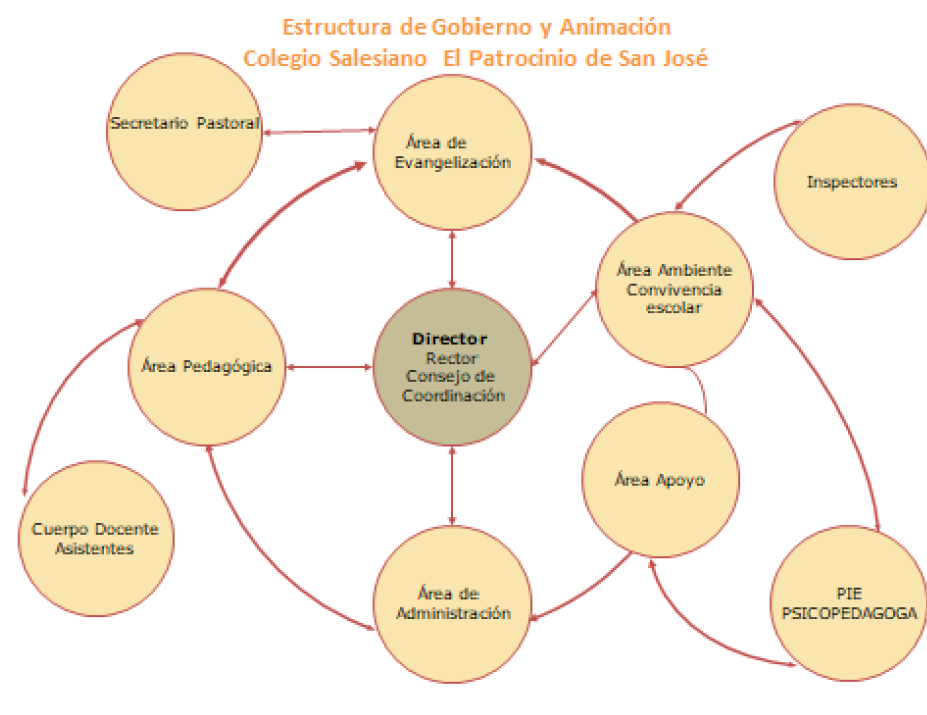 Estructura de Gobierno y Animación
Colegio Salesiano El Patrocinio de San José
Secretario Pastoral
Área de
Evangelización
Inspectores
Área Ambiente
Convivencia
escolar
Director
Rector
Consejo de
Coordinación
Área Pedagógica
Área Apoyo
Cuerpo Docente
Asistentes
Área de
Administración
PIE
PSICOPEDAGOGA